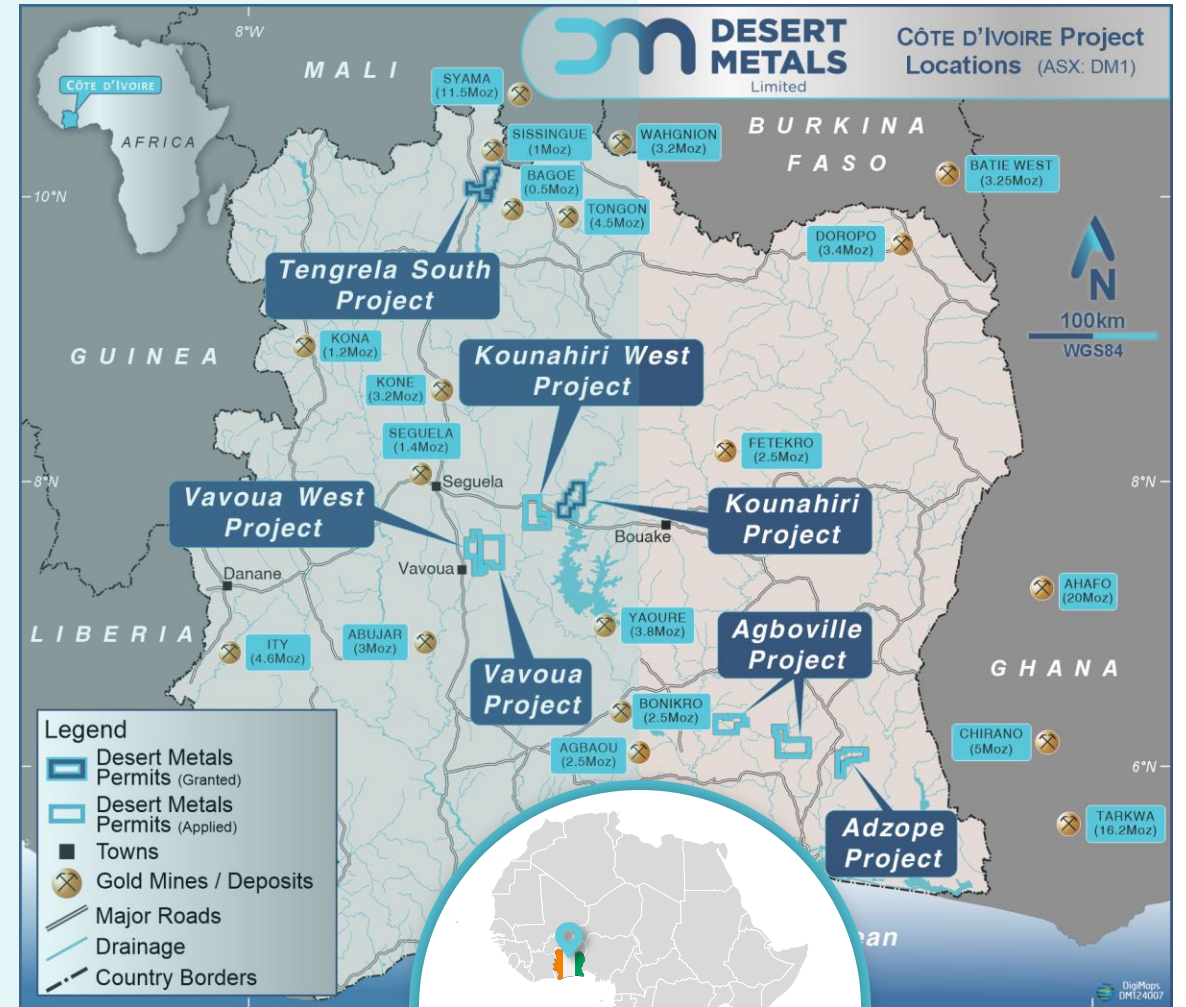 DESERT
METALS
Limited
CÔTE D'IVOIRE Project
Locations (ASX: DM1)
8°W
MALI
CÔTE D'IVOIRE
AFRICA
SYAMA
(11.5Moz)
SISSINGUE
(1Moz)
WAHGNION
(3.2Moz)
BURKINA
FASO
BATIE WEST
(3.25Moz)
BAGOE
(0.5Moz)
TONGON
(4.5Moz)
10°N
DOROPO
(3.4Moz)
Tengrela South
Project
N
100km
WGS84
GUINEA
KONA
(1.2Moz)
Kounahiri West
Project
KONE
(3.2Moz)
SEGUELA
(1.4Moz)
FETEKRO
(2.5Moz)
8°N
Seguela
8°N
Vavoua West
Project
Kounahiri
Project
Bouake
Vavoua
Danane
AHAFO
(20Moz)
LIBERIA
ITY
(4.6Moz)
ABUJAR
(3Moz)
YAOURE
(3.8Moz)
Agboville
Project
GHANA
Vavoua
Project
BONIKRO
(2.5Moz)
AGBAOU
(2.5Moz)
CHIRANO
(5Moz)
6°N
TARKWA
(16.2Moz)
Adzope
Project
Legend
Desert Metals
Permits (Granted)
Desert Metals
Permits (Applied)
Towns
Gold Mines / Deposits
Major Roads
Drainage
Country Borders
ean
DigiMaps
DM124007